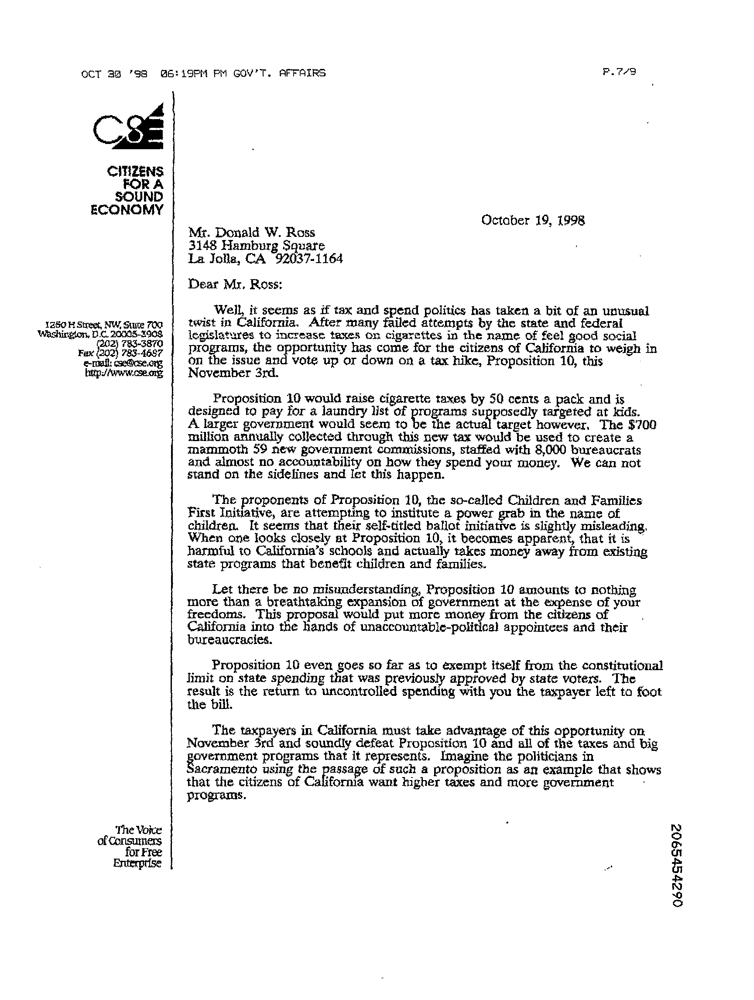 OCT 30 '98 06:19PM PM GOV'T. AFFAIRS P.7/9
CSE
CITIZENS
FOR A
SOUND
ECONOMY
October 19, 1998
Mr. Donald W. Ross
3148 Hamburg Square
La Jolla, CA 92037-1164
Dear Mr. Ross:
1250 H Street, NW, Suite 700
Washington, D.C. 20005-3908
(202) 783-3870
Fax (202) 783-4687
e-mail: cse@cse.org
http://www.cse.org
Well, it seems as if tax and spend politics has taken a bit of an unusual
twist in California. After many failed attempts by the state and federal
legislatures to increase taxes on cigarettes in the name of feel good social
programs, the opportunity has come for the citizens of California to weigh in
on the issue and vote up or down on a tax hike, Proposition 10, this
November 3rd.
Proposition 10 would raise cigarette taxes by 50 cents a pack and is
designed to pay for a laundry list of programs supposedly targeted at kids.
A larger government would seem to be the actual target however. The $700
million annually collected through this new tax would be used to create a
mammoth 59 new government commissions, staffed with 8,000 bureaucrats
and almost no accountability on how they spend your money. We can not
stand on the sidelines and let this happen.
The proponents of Proposition 10, the so-called Children and Families
First Initiative, are attempting to institute a power grab in the name of
children. It seems that their self-titled ballot initiative is slightly misleading.
When one looks closely at Proposition 10, it becomes apparent, that it is
harmful to California's schools and actually takes money away from existing
state programs that benefit children and families.
Let there be no misunderstanding, Proposition 10 amounts to nothing
more than a breathtaking expansion of government at the expense of your
freedoms. This proposal would put more money from the citizens of
California into the hands of unaccountable-political appointees and their
bureaucracies.
Proposition 10 even goes so far as to exempt itself from the constitutional
limit on state spending that was previously approved by state voters. The
result is the return to uncontrolled spending with you the taxpayer left to foot
the bill.
The taxpayers in California must take advantage of this opportunity on
November 3rd and soundly defeat Proposition 10 and all of the taxes and big
government programs that it represents. Imagine the politicians in
Sacramento using the passage of such a proposition as an example that shows
that the citizens of California want higher taxes and more government
programs.
The Voice
of Consumers
for Free
Enterprise
2065454290